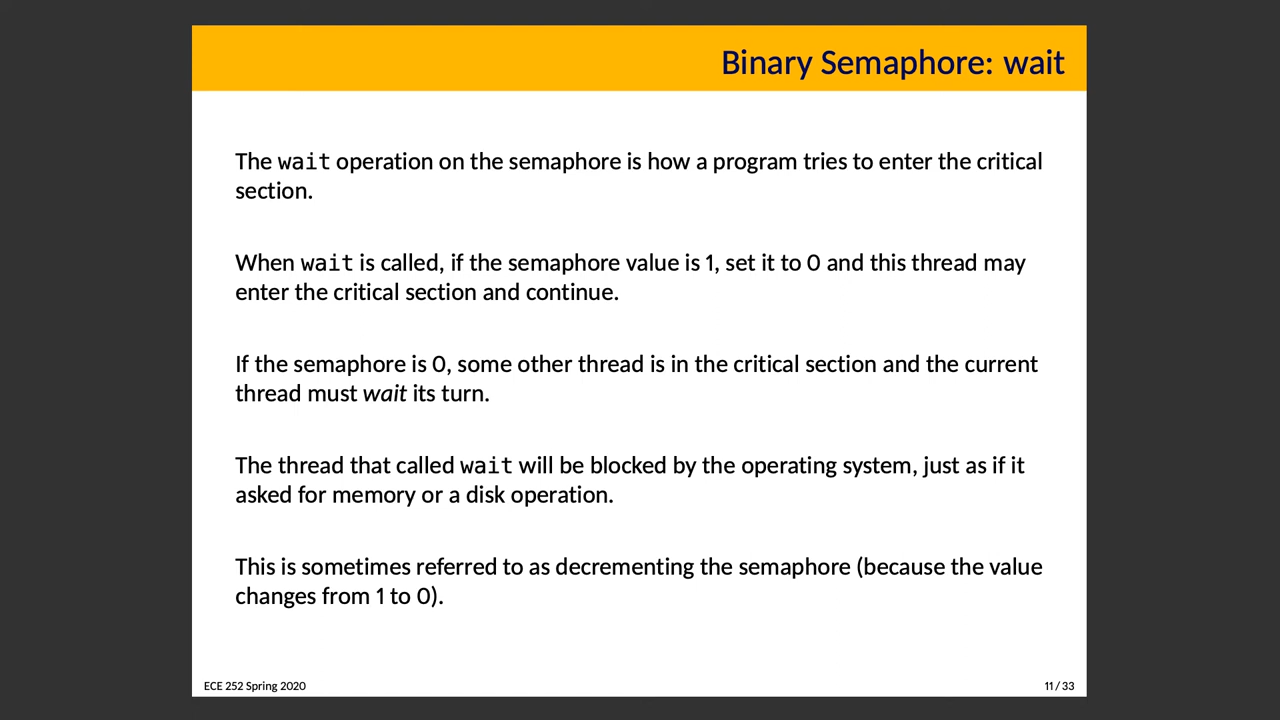 Binary Semaphore: wait
The wait operation on the semaphore is how a program tries to enter the critical
section.
When wait is called, if the semaphore value is 1, set it to 0 and this thread may
enter the critical section and continue.
If the semaphore is 0, some other thread is in the critical section and the current
thread must wait its turn.
The thread that called wait will be blocked by the operating system, just as if it
asked for memory or a disk operation.
This is sometimes referred to as decrementing the semaphore (because the value
changes from 1 to 0).
ECE 252 Spring 2020
11 / 33